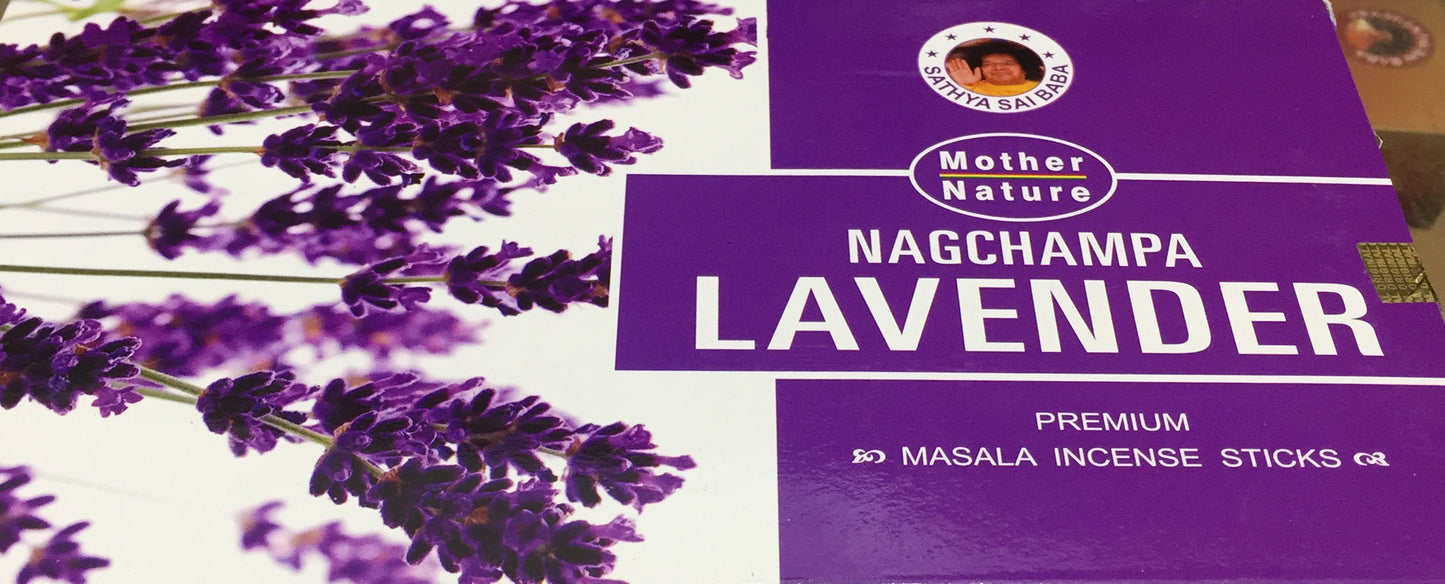 SATHYA SAI BABA
Mother
Nature
NAGCHAMPA
LAVENDER
PREMIUM
MASALA INCENSE STICKS